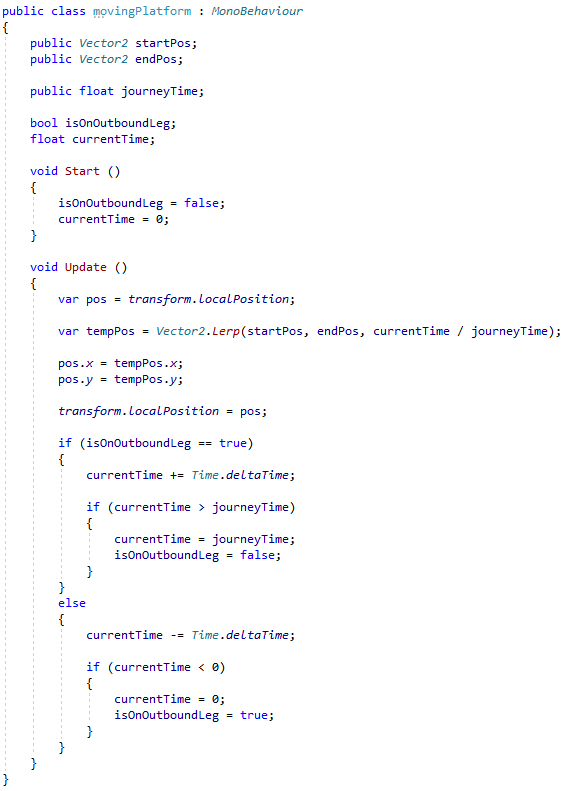 public class movingPlatform : MonoBehaviour
{
    public Vector2 startPos;
    public Vector2 endPos;

    public float journeyTime;

    bool isOnOutboundLeg;
    float currentTime;

    void Start ()
    {
        isOnOutboundLeg = false;
        currentTime = 0;
    }

    void Update ()
    {
        var pos = transform.localPosition;

        var tempPos = Vector2.Lerp(startPos, endPos, currentTime / journeyTime);

        pos.x = tempPos.x;
        pos.y = tempPos.y;

        transform.localPosition = pos;

        if (isOnOutboundLeg == true)
        {
            currentTime += Time.deltaTime;

            if (currentTime > journeyTime)
            {
                currentTime = journeyTime;
                isOnOutboundLeg = false;
            }
        }
        else
        {
            currentTime -= Time.deltaTime;

            if (currentTime < 0)
            {
                currentTime = 0;
                isOnOutboundLeg = true;
            }
        }
    }
}